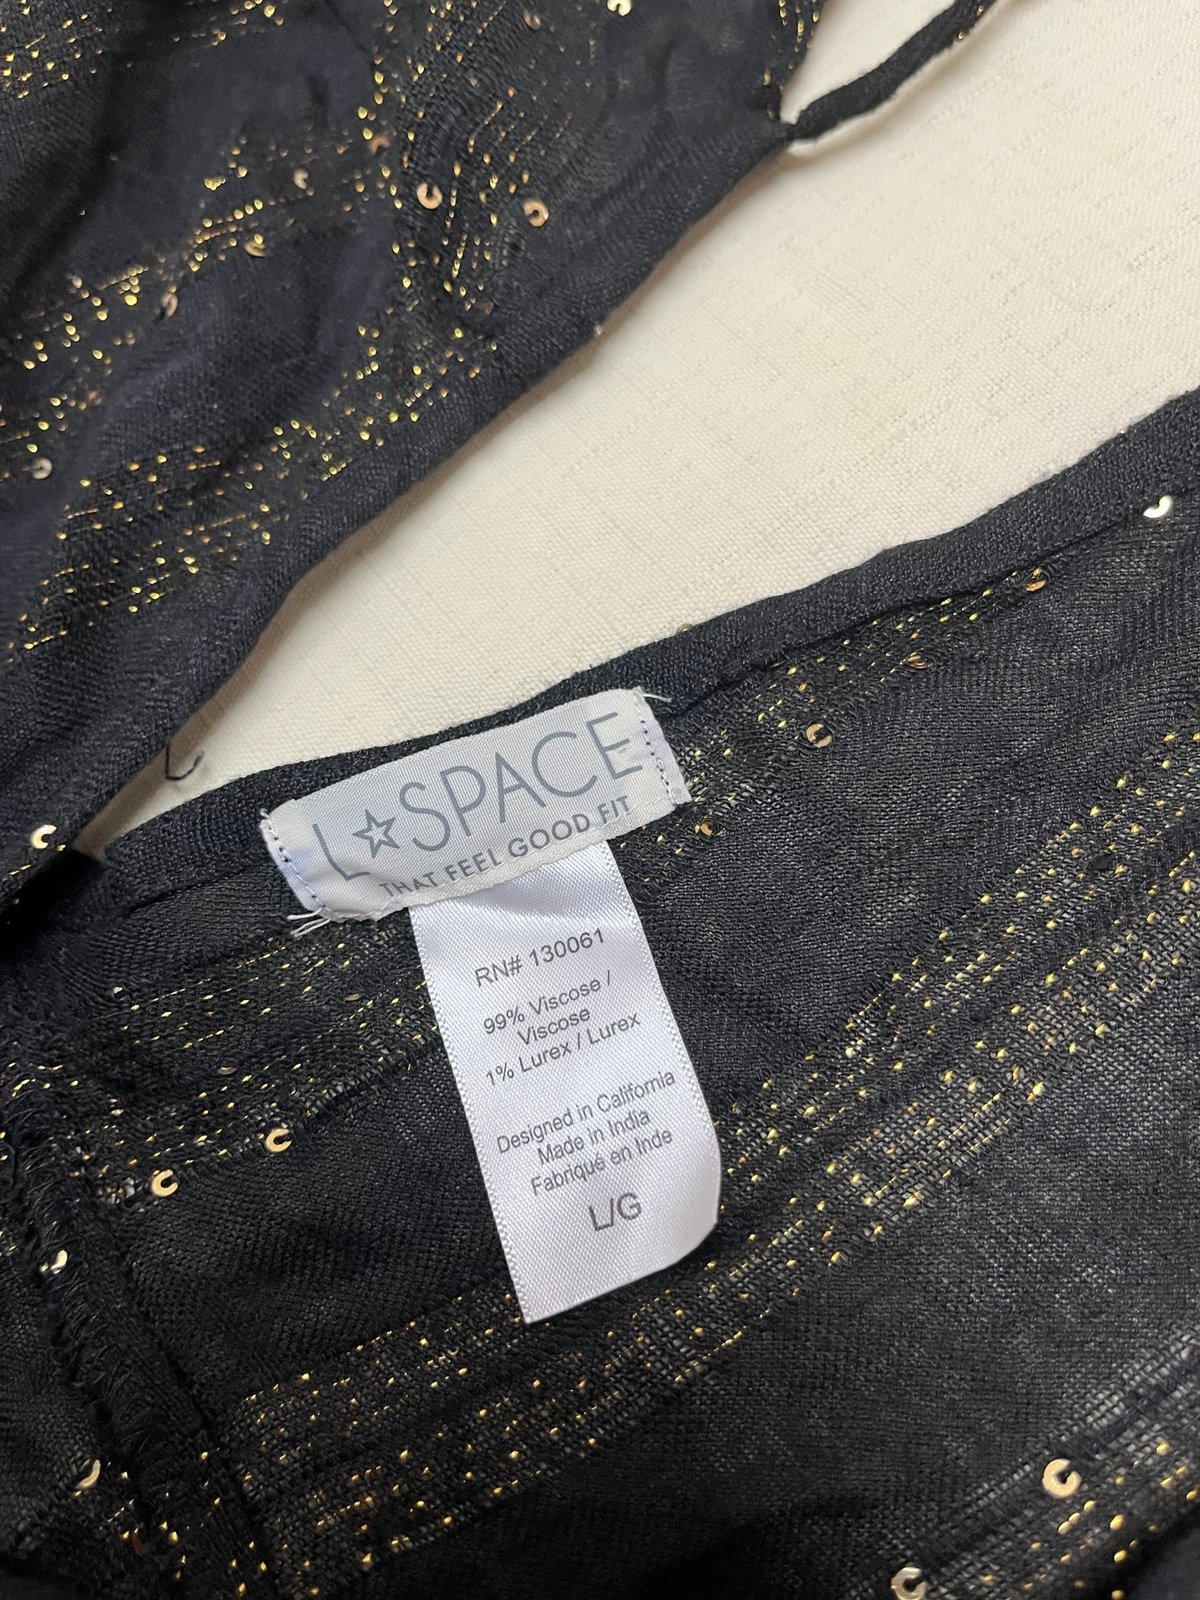 L☆SPACE
THAT FEEL GOOD FIT
RN# 130061
99% Viscose /
Viscose
1% Lurex / Lurex
Designed in California
Made in India
Fabriqué en Inde
L/G